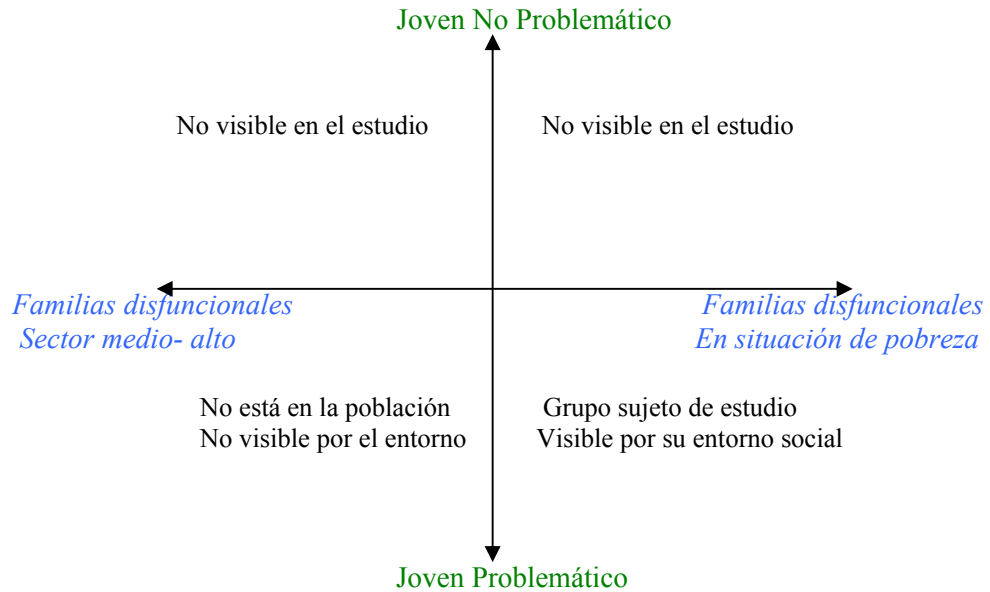 Joven No Problemático
No visible en el estudio
No visible en el estudio
Familias disfuncionales
Sector medio- alto
Familias disfuncionales
En situación de pobreza
No está en la población
No visible por el entorno
Grupo sujeto de estudio
Visible por su entorno social
Joven Problemático